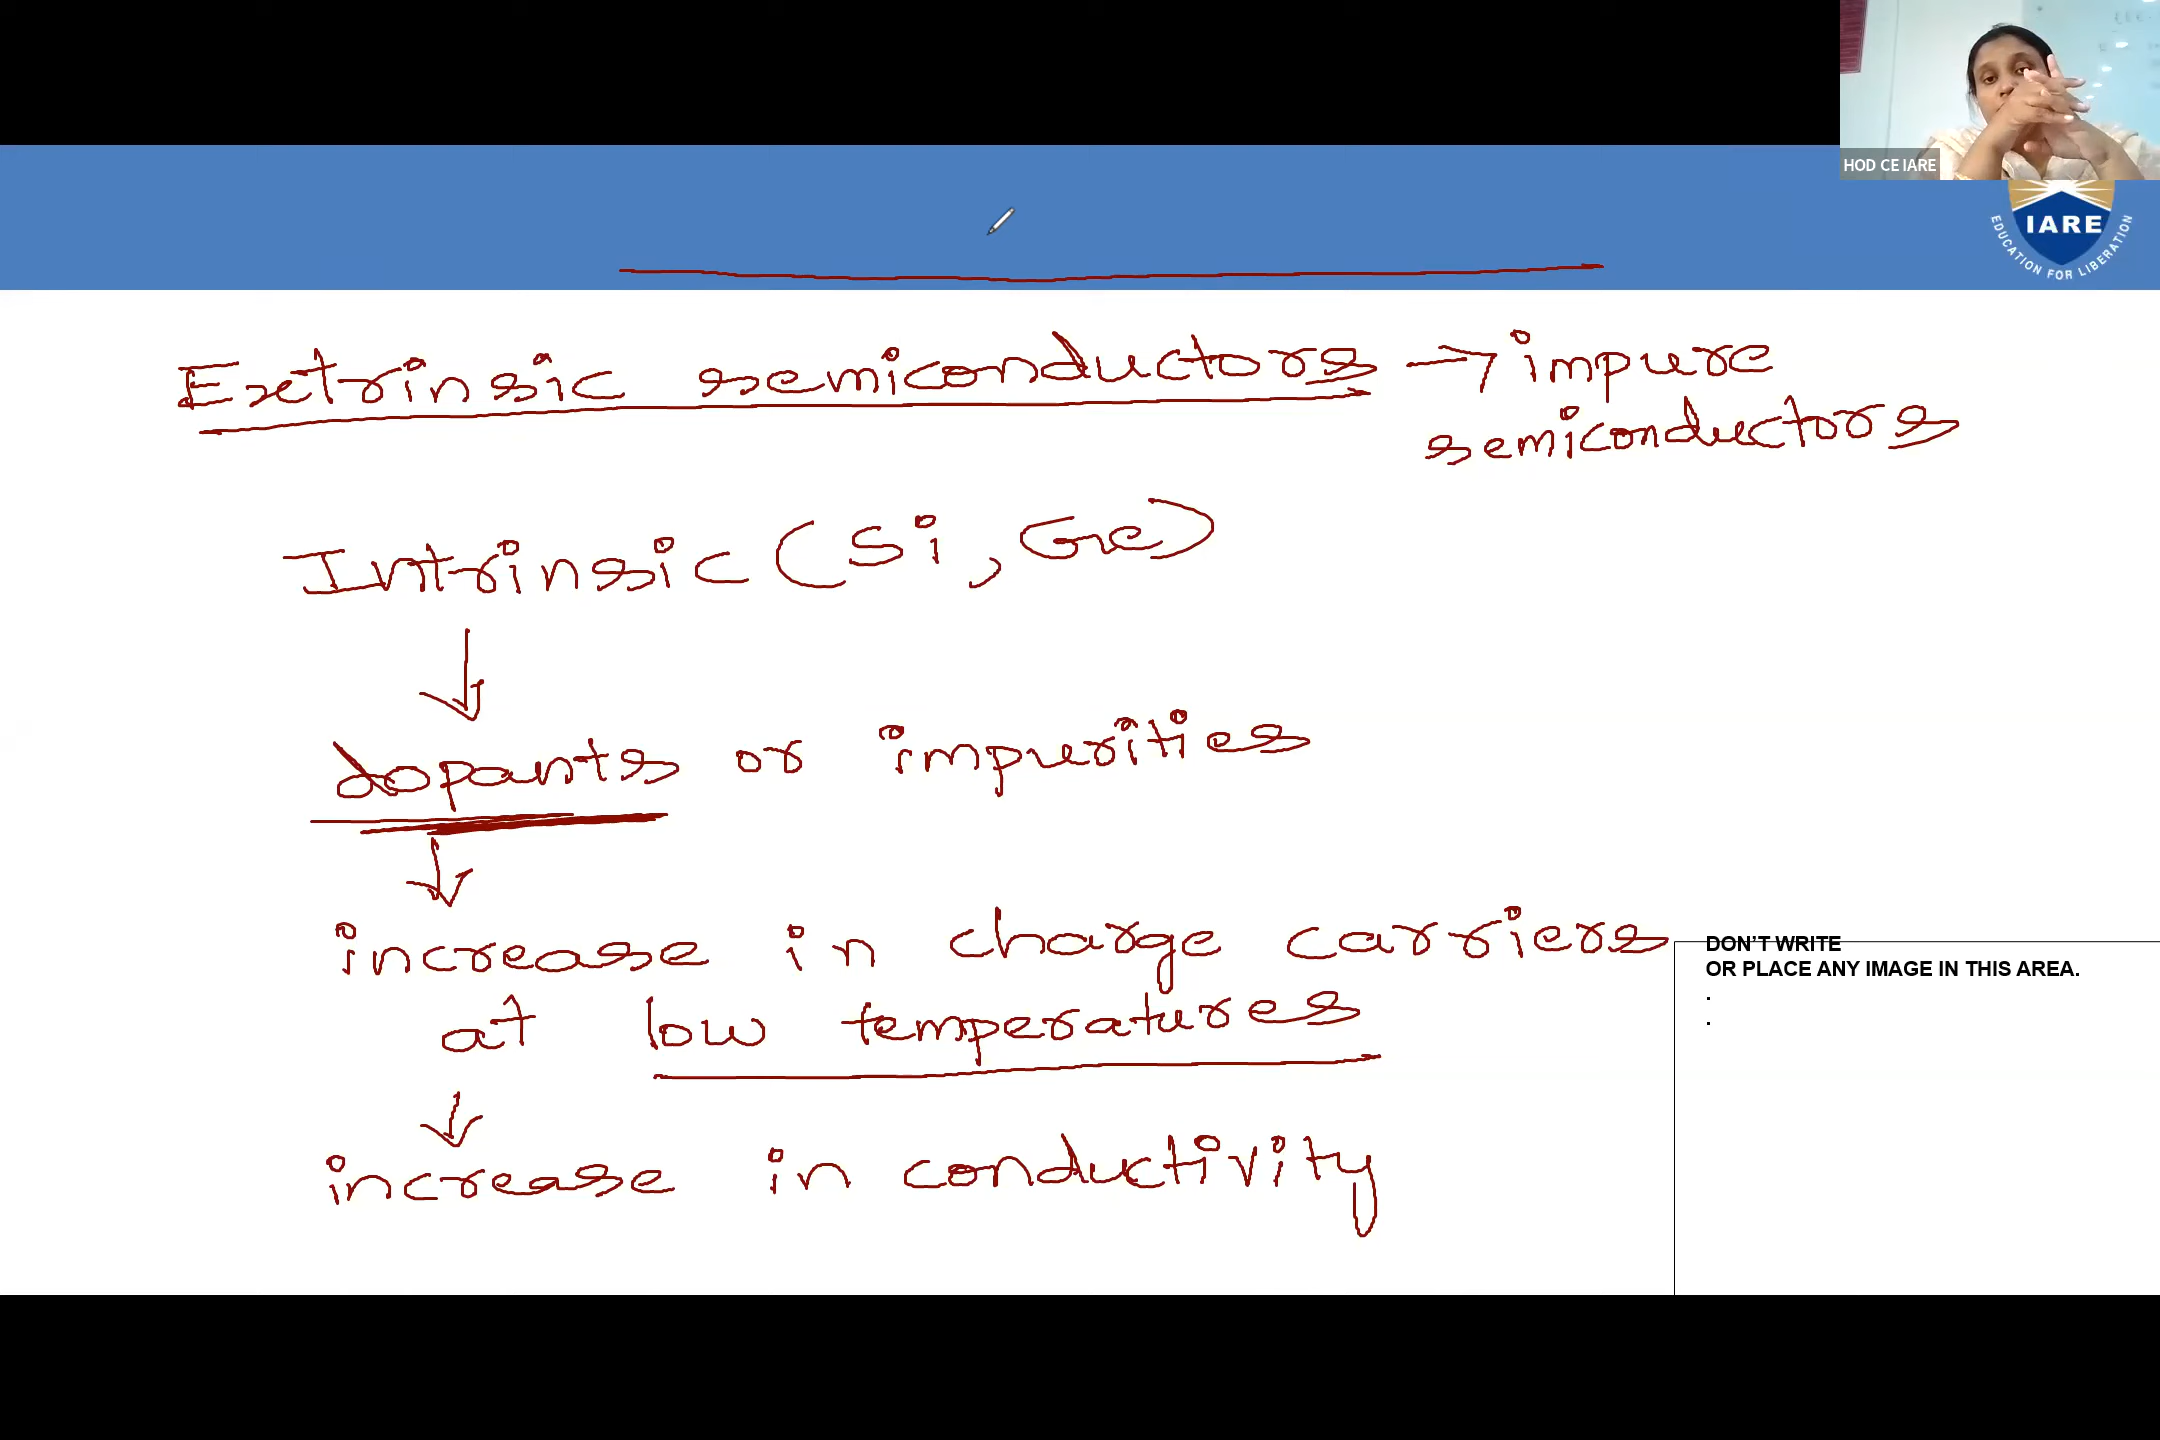 HOD CE IARE
IARE
EDUCATION FOR LIBERATION
Extrinsic semiconductors → impure
semiconductors
Intrinsic (Si, Ge)
↓
dopants or impurities
↓
increase in charge carriers
at low temperatures
↓
increase in conductivity
DON'T WRITE
OR PLACE ANY IMAGE IN THIS AREA.
.
.